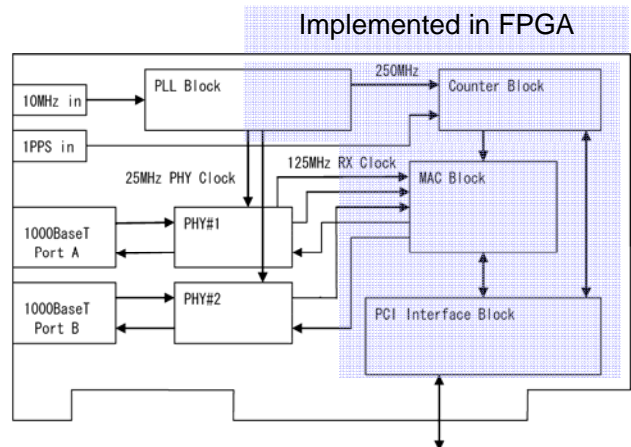 Implemented in FPGA
PLL Block
250MHz
Counter Block
10MHz in
1PPS in
25MHz PHY Clock
125MHz RX Clock
MAC Block
1000BaseT
Port A
PHY#1
1000BaseT
Port B
PHY#2
PCI Interface Block